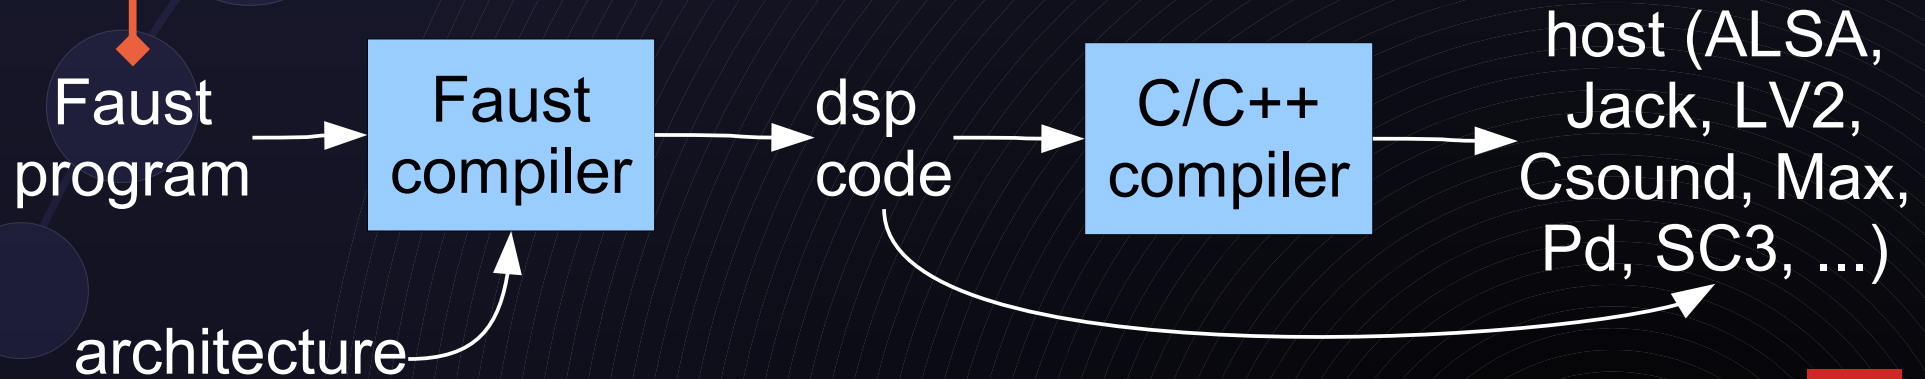 Faust
program
Faust
compiler
dsp
code
C/C++
compiler
host (ALSA,
Jack, LV2,
Csound, Max,
Pd, SC3, ...)
architecture